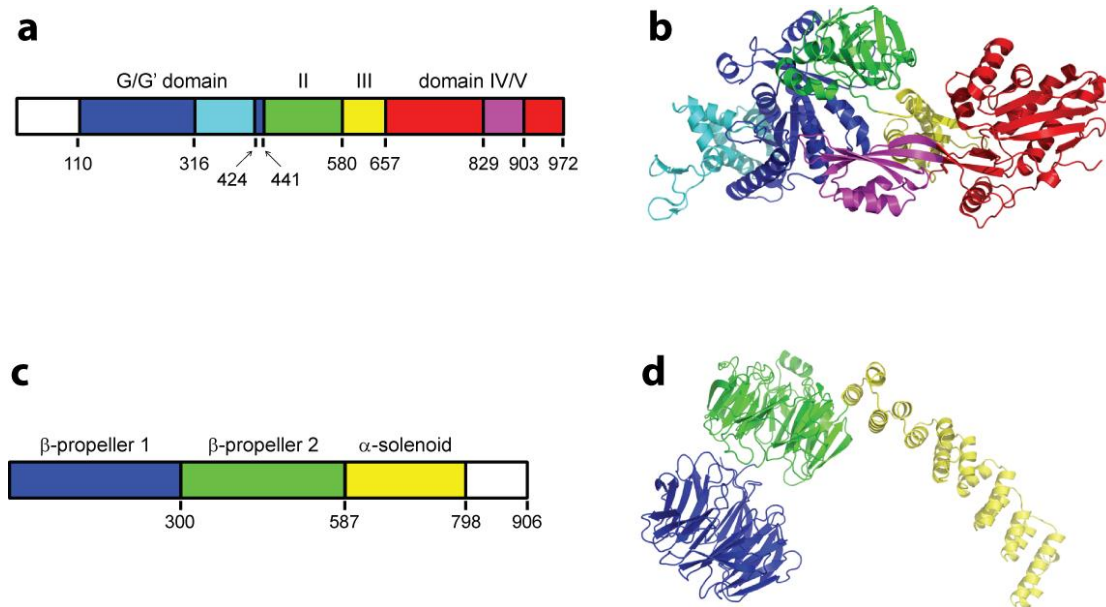 a
G/G' domain II III domain IV/V
110 316 424 441 580 657 829 903 972
b
c
β-propeller 1 β-propeller 2 α-solenoid
300 587 798 906
d